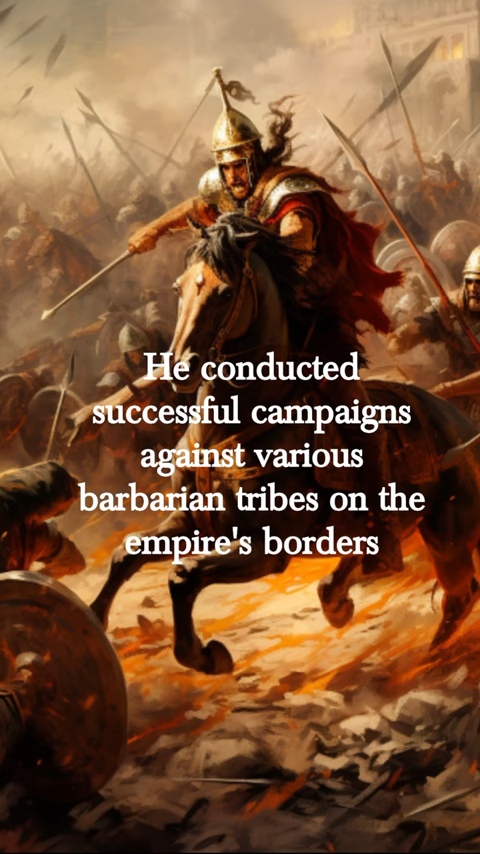 He conducted
successful campaigns
against various
barbarian tribes on the
empire's borders